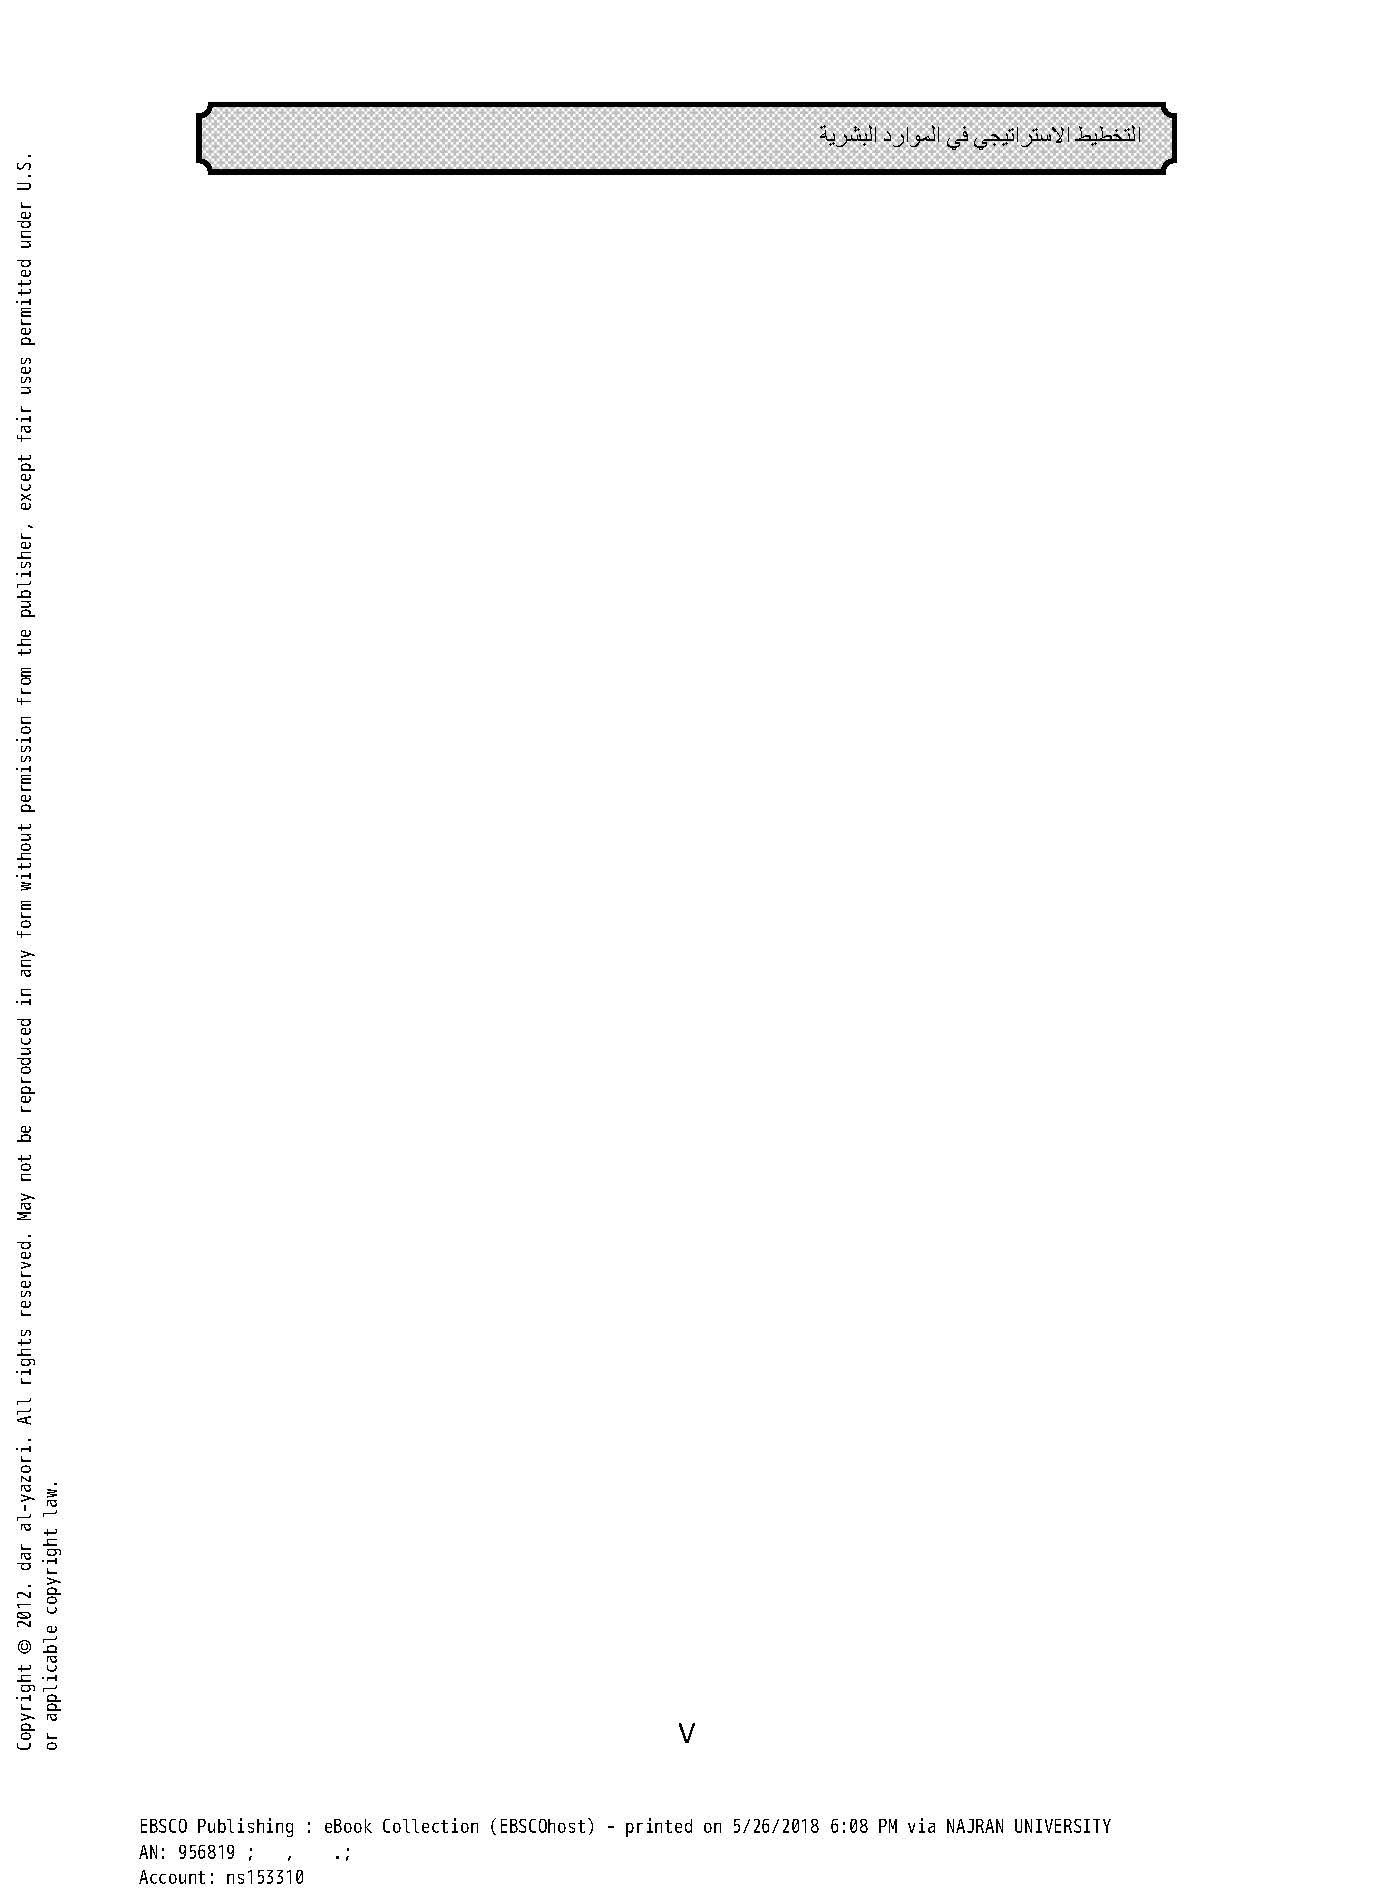 التخطيط الاستراتيجي في الموارد البشرية
Copyright © 2012. dar al-yazori. All rights reserved. May not be reproduced in any form without permission from the publisher, except fair uses permitted under U.S.
or applicable copyright law.
٧
EBSCO Publishing : eBook Collection (EBSCOhost) - printed on 5/26/2018 6:08 PM via NAJRAN UNIVERSITY
AN: 956819 ; , .;
Account: ns153310